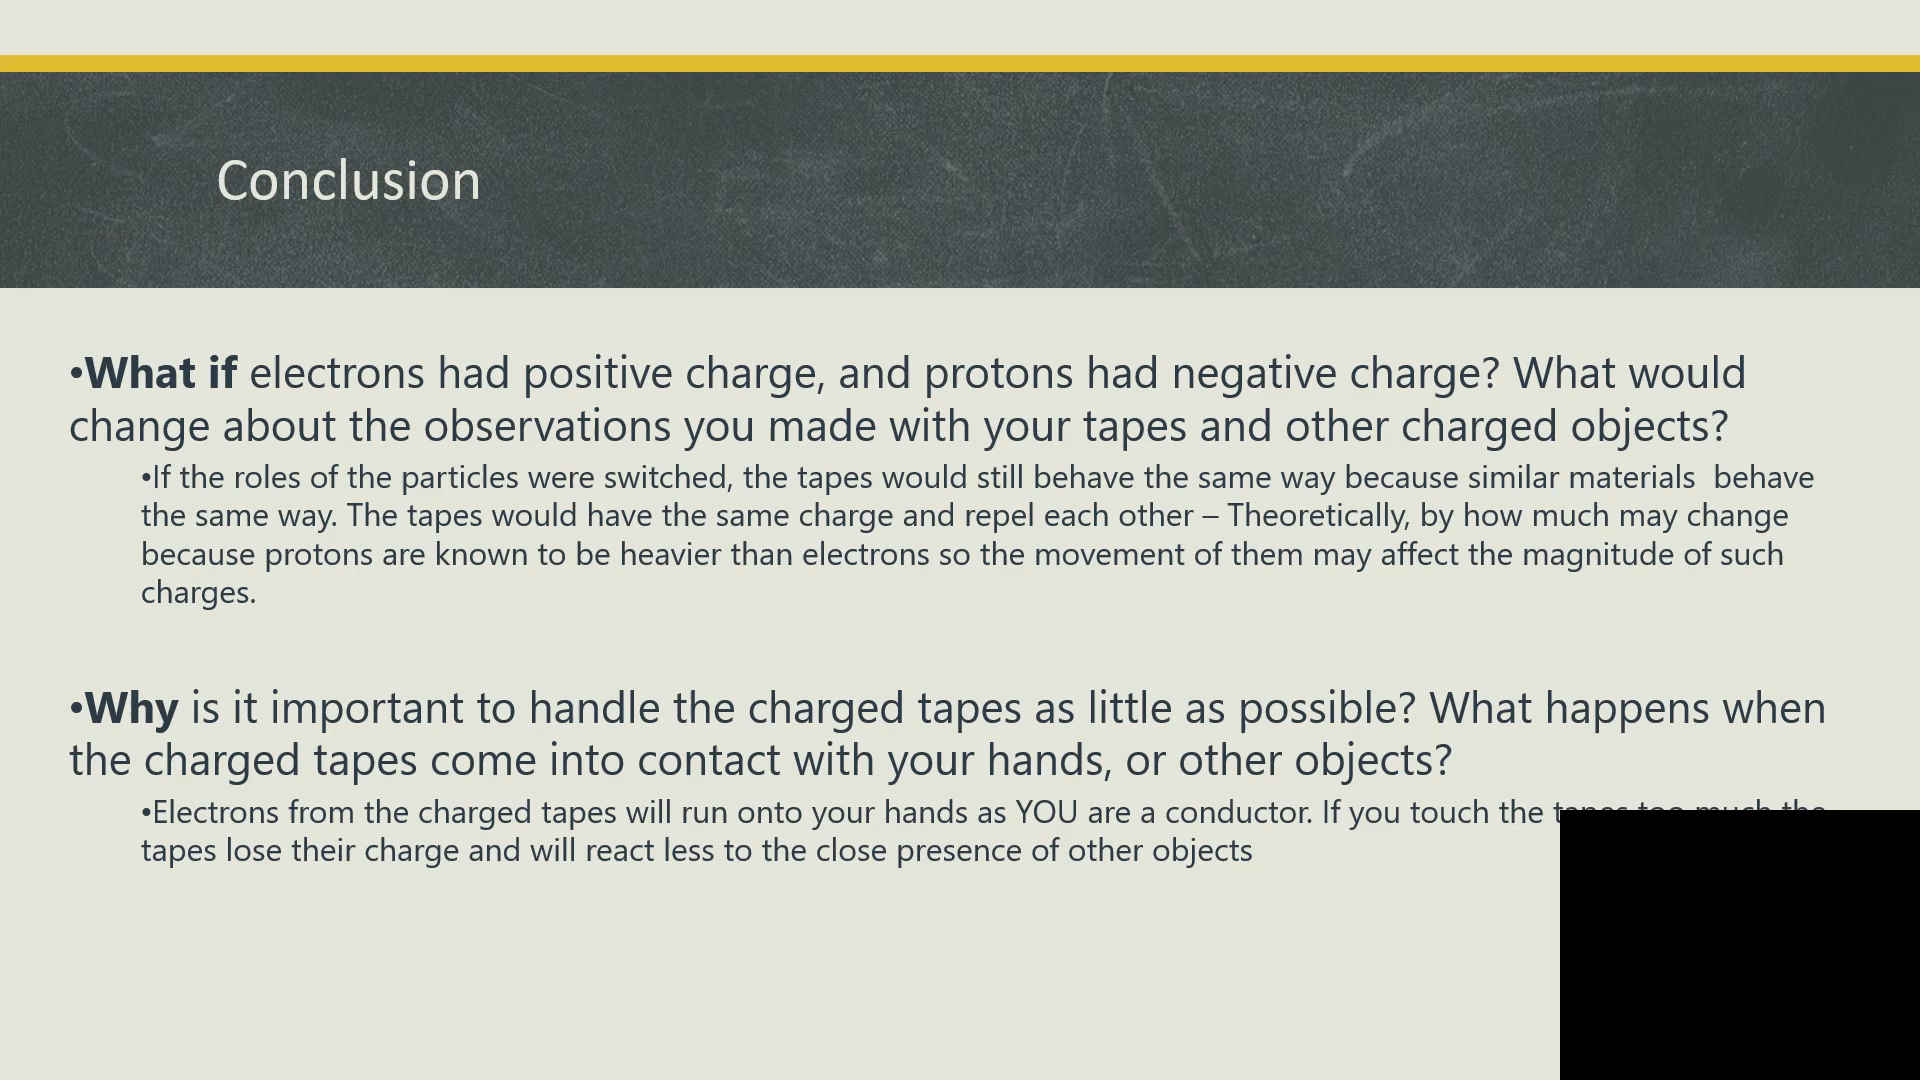 Conclusion
•What if electrons had positive charge, and protons had negative charge? What would
change about the observations you made with your tapes and other charged objects?
•If the roles of the particles were switched, the tapes would still behave the same way because similar materials  behave
the same way. The tapes would have the same charge and repel each other – Theoretically, by how much may change
because protons are known to be heavier than electrons so the movement of them may affect the magnitude of such
charges.
•Why is it important to handle the charged tapes as little as possible? What happens when
the charged tapes come into contact with your hands, or other objects?
•Electrons from the charged tapes will run onto your hands as YOU are a conductor. If you touch the tapes too much the
tapes lose their charge and will react less to the close presence of other objects